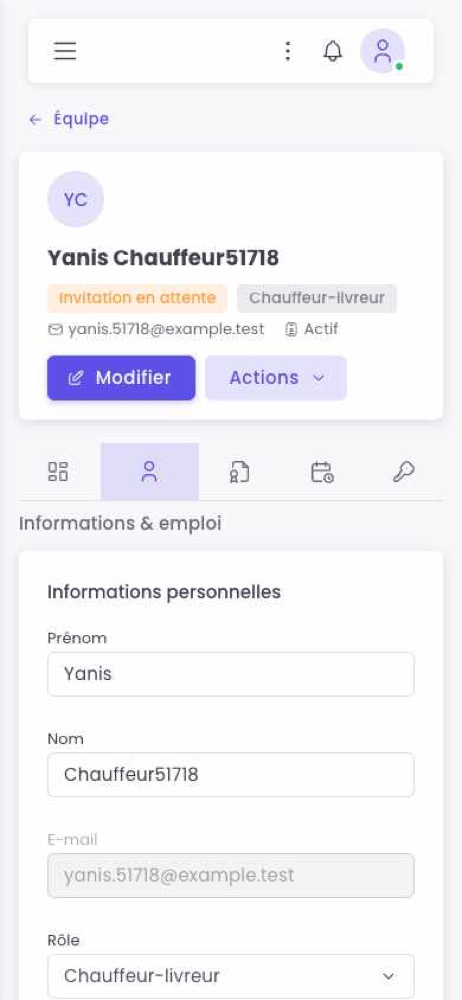 Équipe
YC
Yanis Chauffeur51718
Invitation en attente Chauffeur-livreur
yanis.51718@example.test Actif
Modifier Actions
Informations & emploi
Informations personnelles
Prénom
Yanis
Nom
Chauffeur51718
E-mail
yanis.51718@example.test
Rôle
Chauffeur-livreur